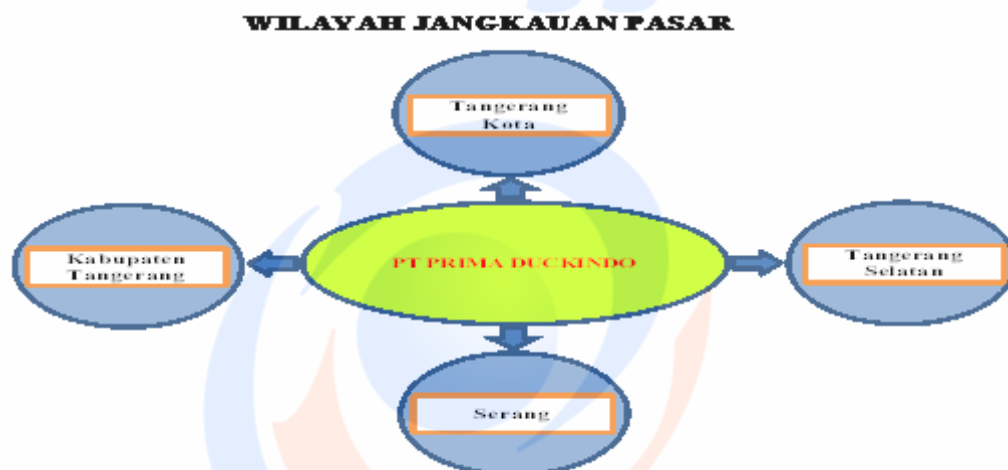 WILAYAH JANGKAUAN PASAR
Tangerang
Kota
Kabupaten
Tangerang
PT PRIMA DUCKINDO
Tangerang
Selatan
Serang